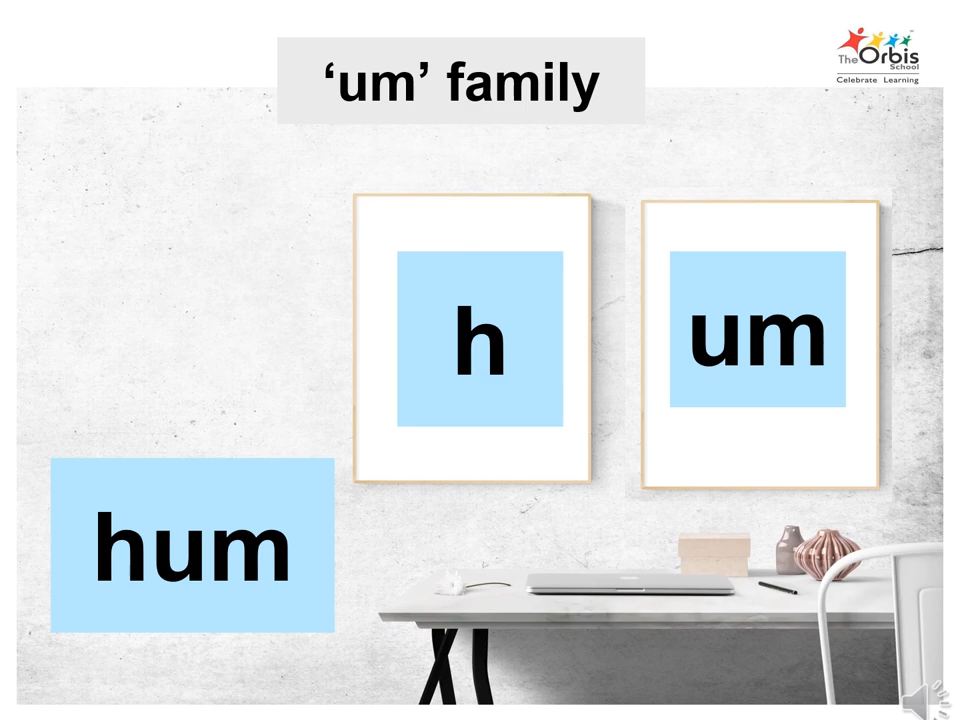 ‘um’ family
The Orbis
School
Celebrate Learning
h
um
hum